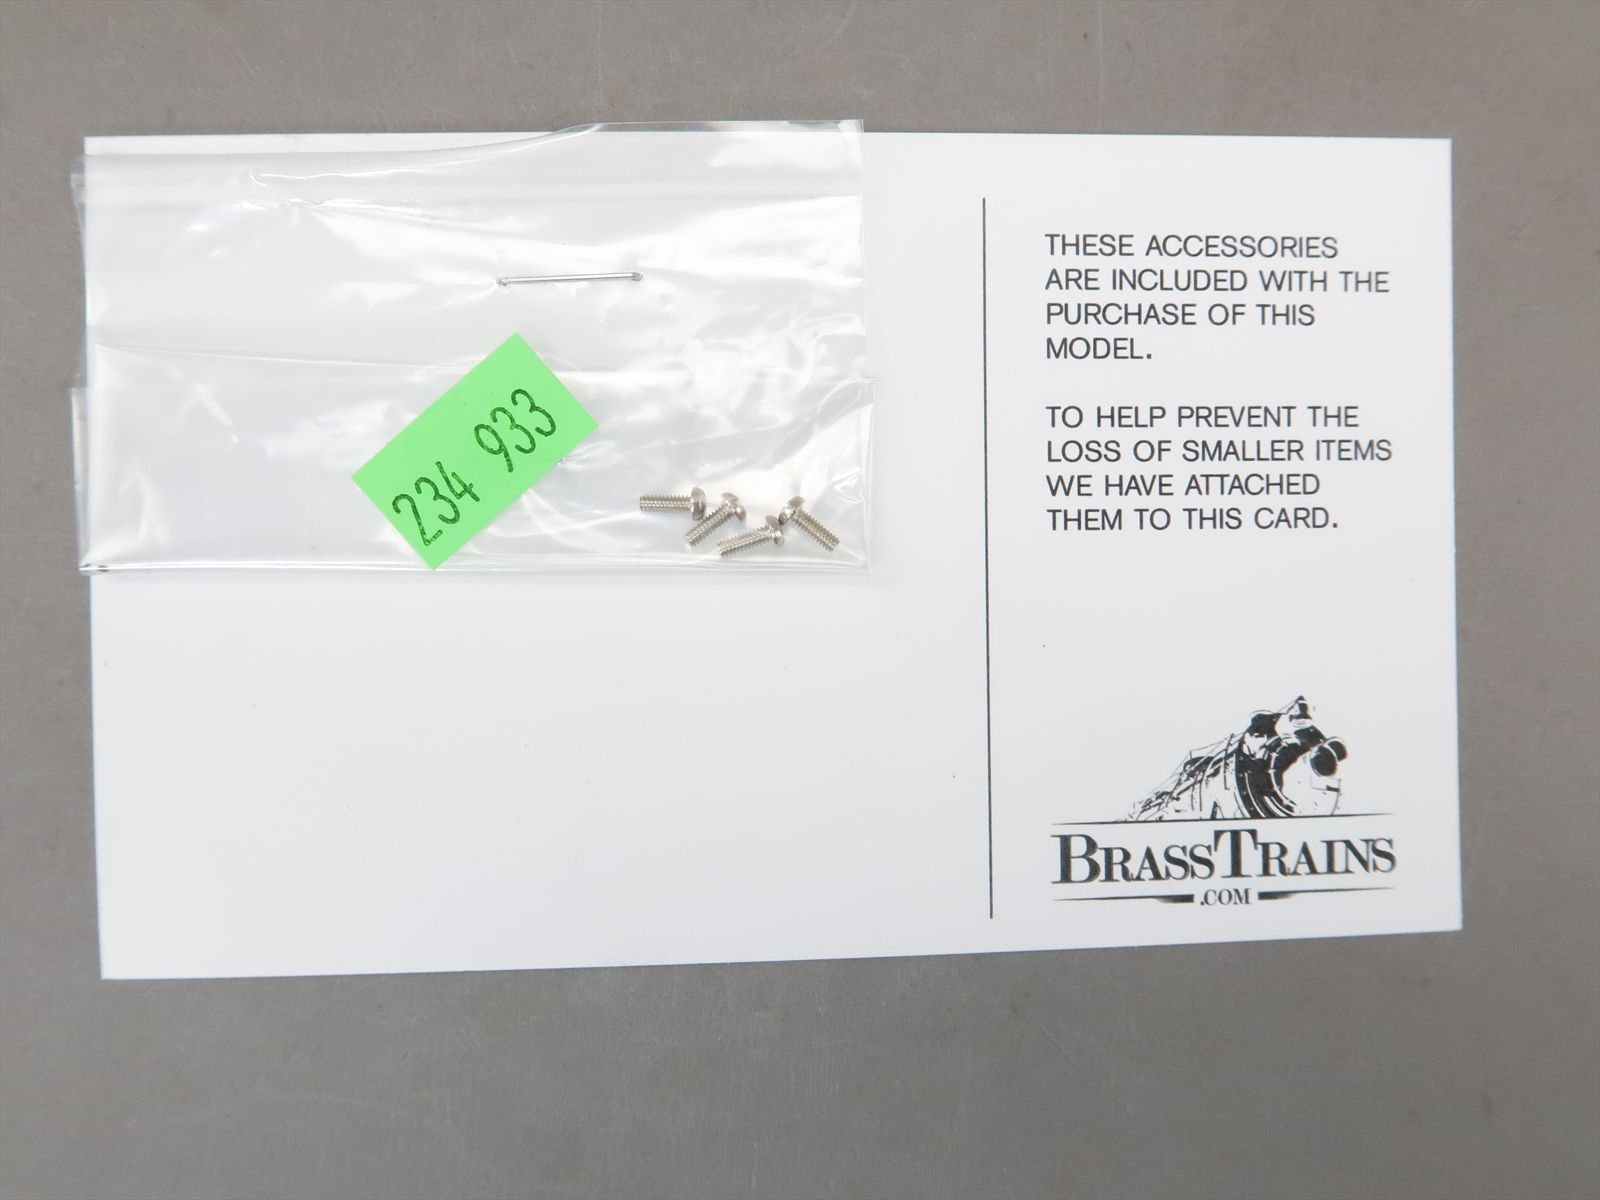 234 933
THESE ACCESSORIES
ARE INCLUDED WITH THE
PURCHASE OF THIS
MODEL.
TO HELP PREVENT THE
LOSS OF SMALLER ITEMS
WE HAVE ATTACHED
THEM TO THIS CARD.
BRASSTRAINS
.COM